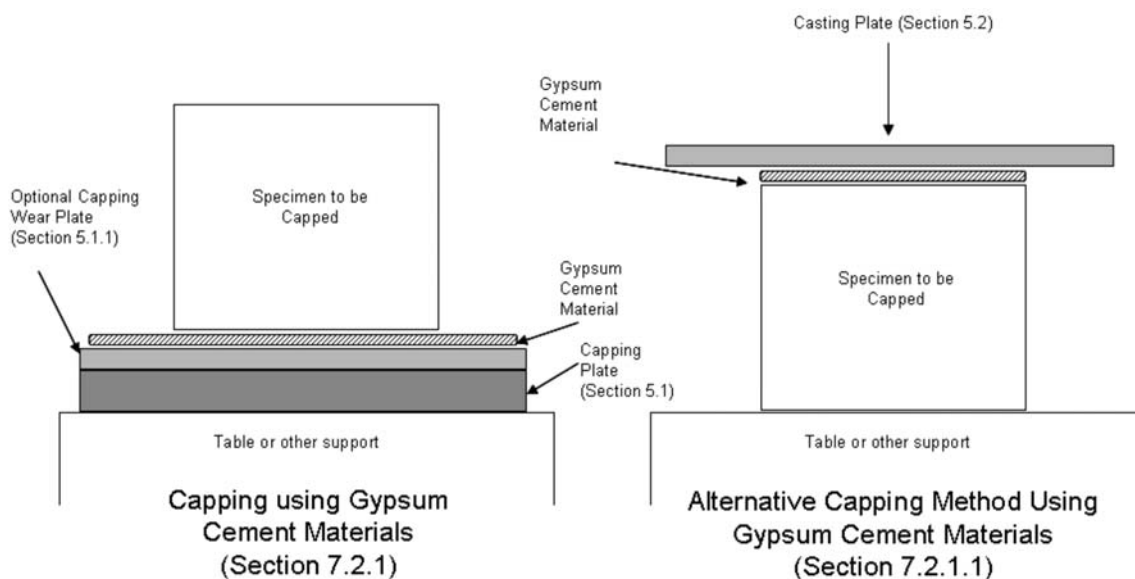 Optional Capping
Wear Plate
(Section 5.1.1)
Specimen to be
Capped
Gypsum
Cement
Material
Capping
Plate
(Section 5.1)
Table or other support
Capping using Gypsum
Cement Materials
(Section 7.2.1)
Casting Plate (Section 5.2)
Gypsum
Cement
Material
Specimen to be
Capped
Table or other support
Alternative Capping Method Using
Gypsum Cement Materials
(Section 7.2.1.1)